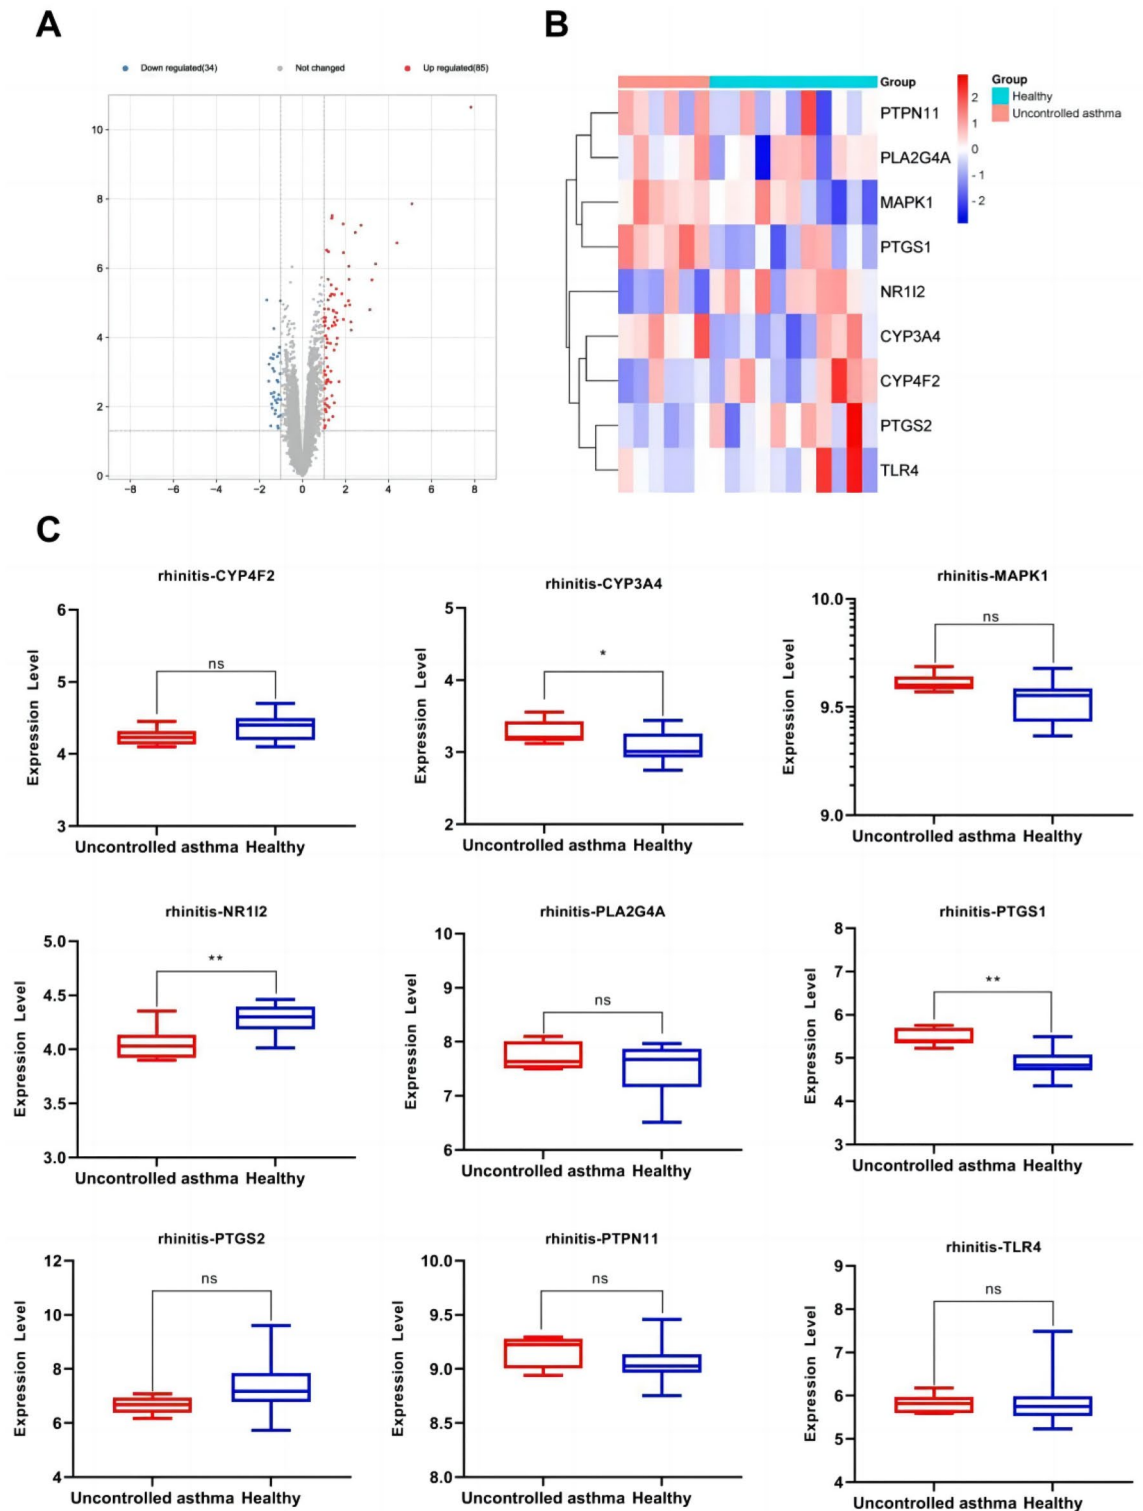 A
Down regulated(34) Not changed Up regulated(85)
10
8
6
4
2
0
−8 −6 −4 −2 0 2 4 6 8
B
Group
PTPN11
PLA2G4A
MAPK1
PTGS1
NR1I2
CYP3A4
CYP4F2
PTGS2
TLR4
2
1
0
-1
-2
Group
Healthy
Uncontrolled asthma
C
rhinitis-CYP4F2
Expression Level
6
5
4
3
ns
Uncontrolled asthma Healthy
rhinitis-CYP3A4
Expression Level
5
4
3
2
*
Uncontrolled asthma Healthy
rhinitis-MAPK1
Expression Level
10.0
9.5
9.0
ns
Uncontrolled asthma Healthy
rhinitis-NR1I2
Expression Level
5.0
4.5
4.0
3.5
3.0
**
Uncontrolled asthma Healthy
rhinitis-PLA2G4A
Expression Level
10
9
8
7
6
ns
Uncontrolled asthma Healthy
rhinitis-PTGS1
Expression Level
8
7
6
5
4
3
**
Uncontrolled asthma Healthy
rhinitis-PTGS2
Expression Level
12
10
8
6
4
ns
Uncontrolled asthma Healthy
rhinitis-PTPN11
Expression Level
10.0
9.5
9.0
8.5
8.0
ns
Uncontrolled asthma Healthy
rhinitis-TLR4
Expression Level
9
8
7
6
5
4
ns
Uncontrolled asthma Healthy